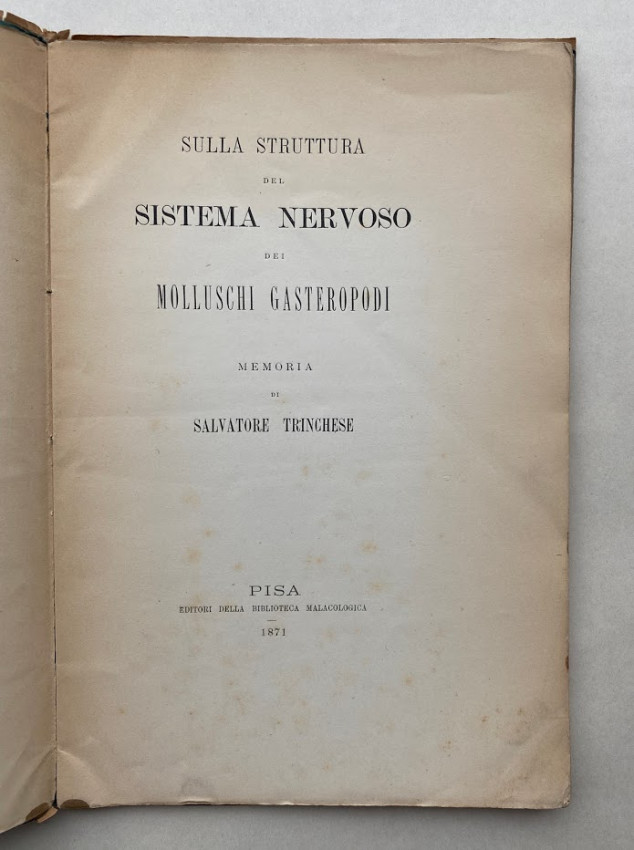 SULLA STRUTTURA
DEL
SISTEMA NERVOSO
DEI
MOLLUSCHI GASTEROPODI
MEMORIA
DI
SALVATORE TRINCHESE
PISA
EDITORI DELLA BIBLIOTECA MALACOLOGICA
—
1871